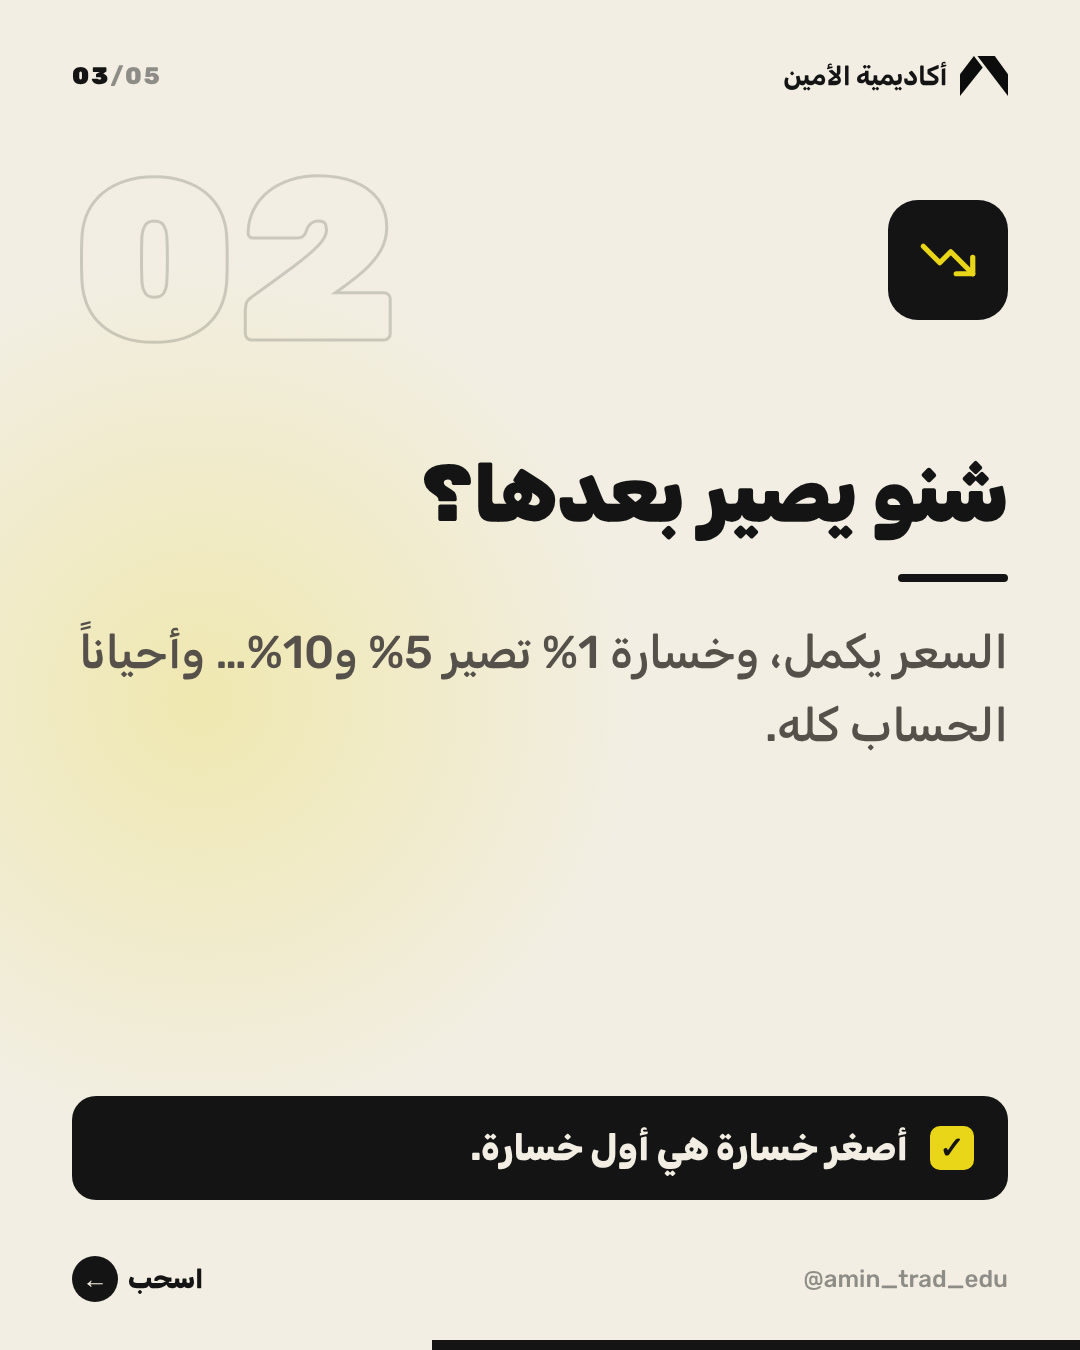 أكاديمية الأمين
03/05
02
شنو يصير بعدها؟
السعر يكمل، وخسارة 1% تصير 5% و10%... وأحياناً
الحساب كله.
✓ أصغر خسارة هي أول خسارة.
@amin_trad_edu
اسحب ←